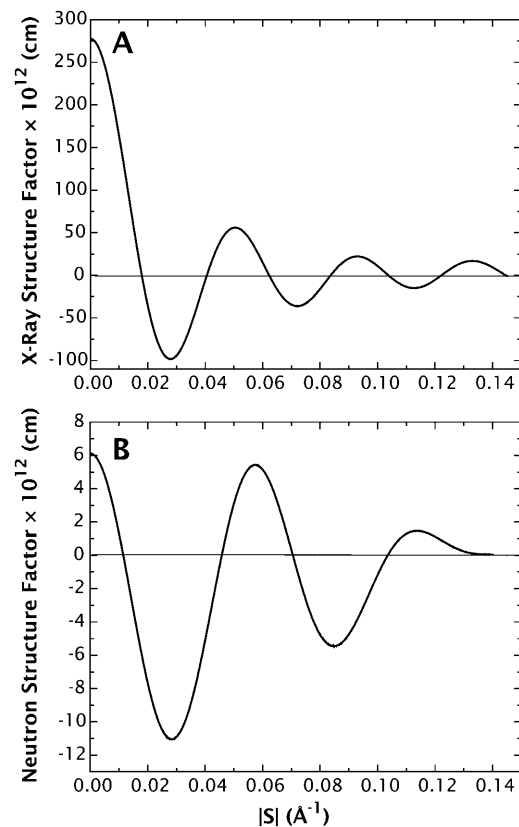 A
X-Ray Structure Factor × 10¹² (cm)
300
250
200
150
100
50
0
-50
-100
0.00 0.02 0.04 0.06 0.08 0.10 0.12 0.14
B
Neutron Structure Factor × 10¹² (cm)
8
6
4
2
0
-2
-4
-6
-8
-10
-12
0.00 0.02 0.04 0.06 0.08 0.10 0.12 0.14
|S| (Å⁻¹)